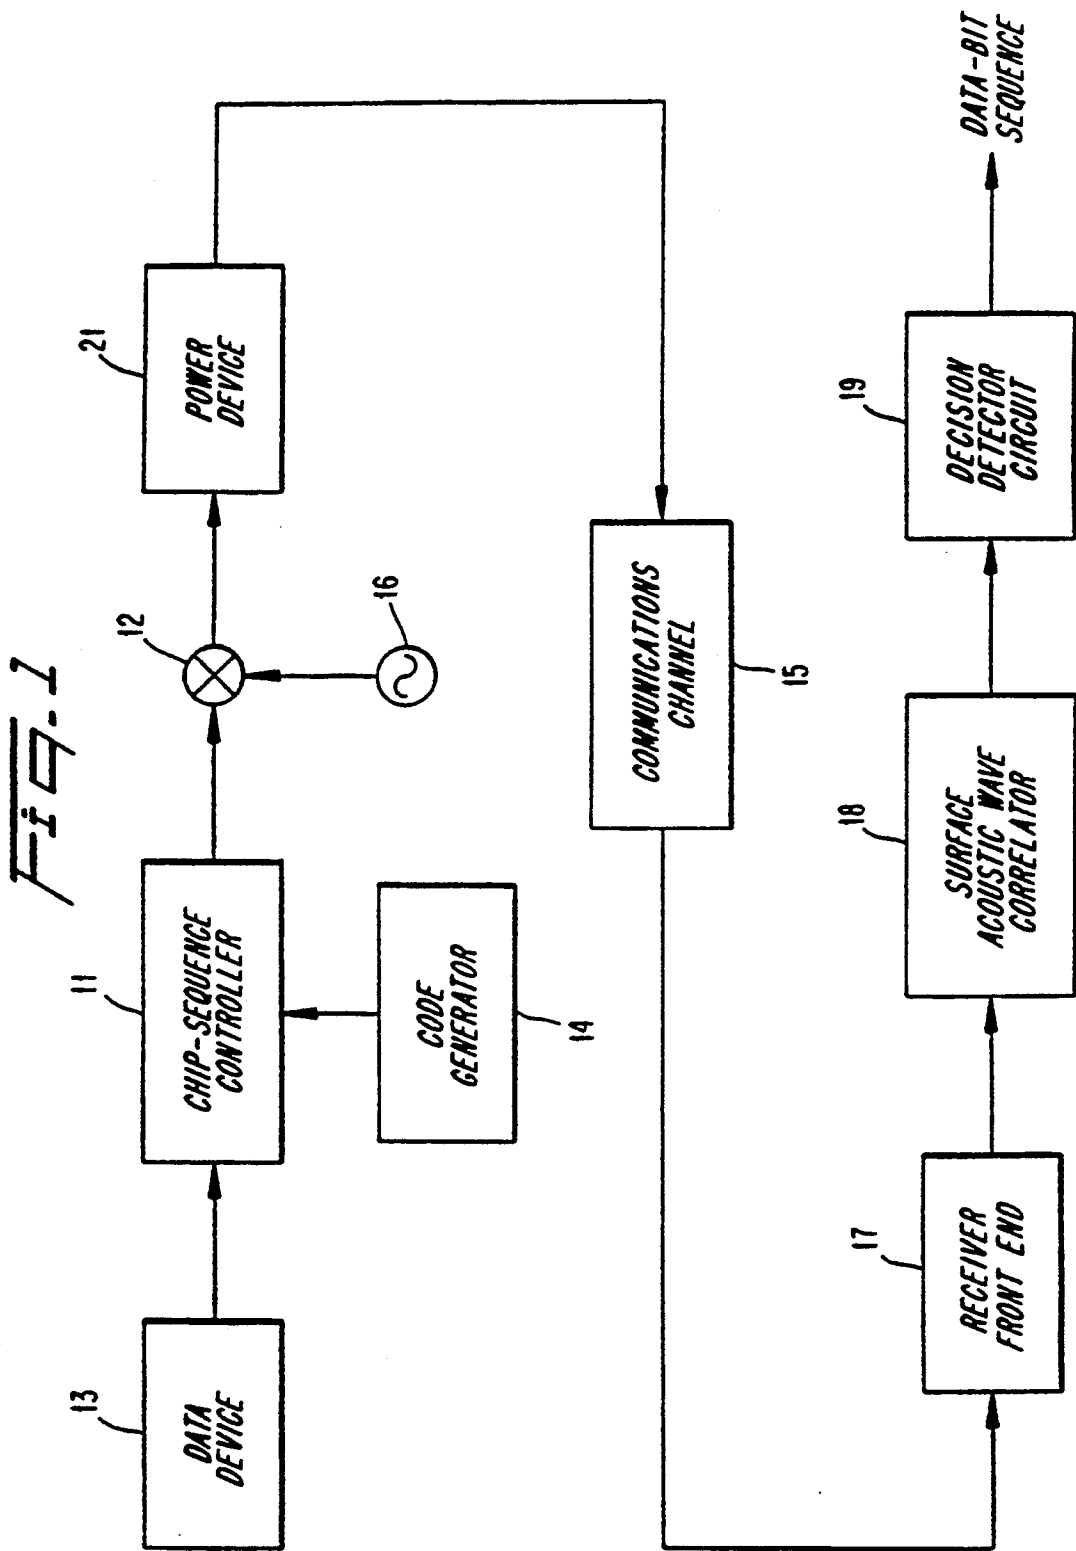 Fig. 1
13
DATA
DEVICE
11
CHIP-SEQUENCE
CONTROLLER
CODE
GENERATOR
14
12
16
21
POWER
DEVICE
COMMUNICATIONS
CHANNEL
15
17
RECEIVER
FRONT END
18
SURFACE
ACOUSTIC WAVE
CORRELATOR
19
DECISION
DETECTOR
CIRCUIT
DATA-BIT
SEQUENCE